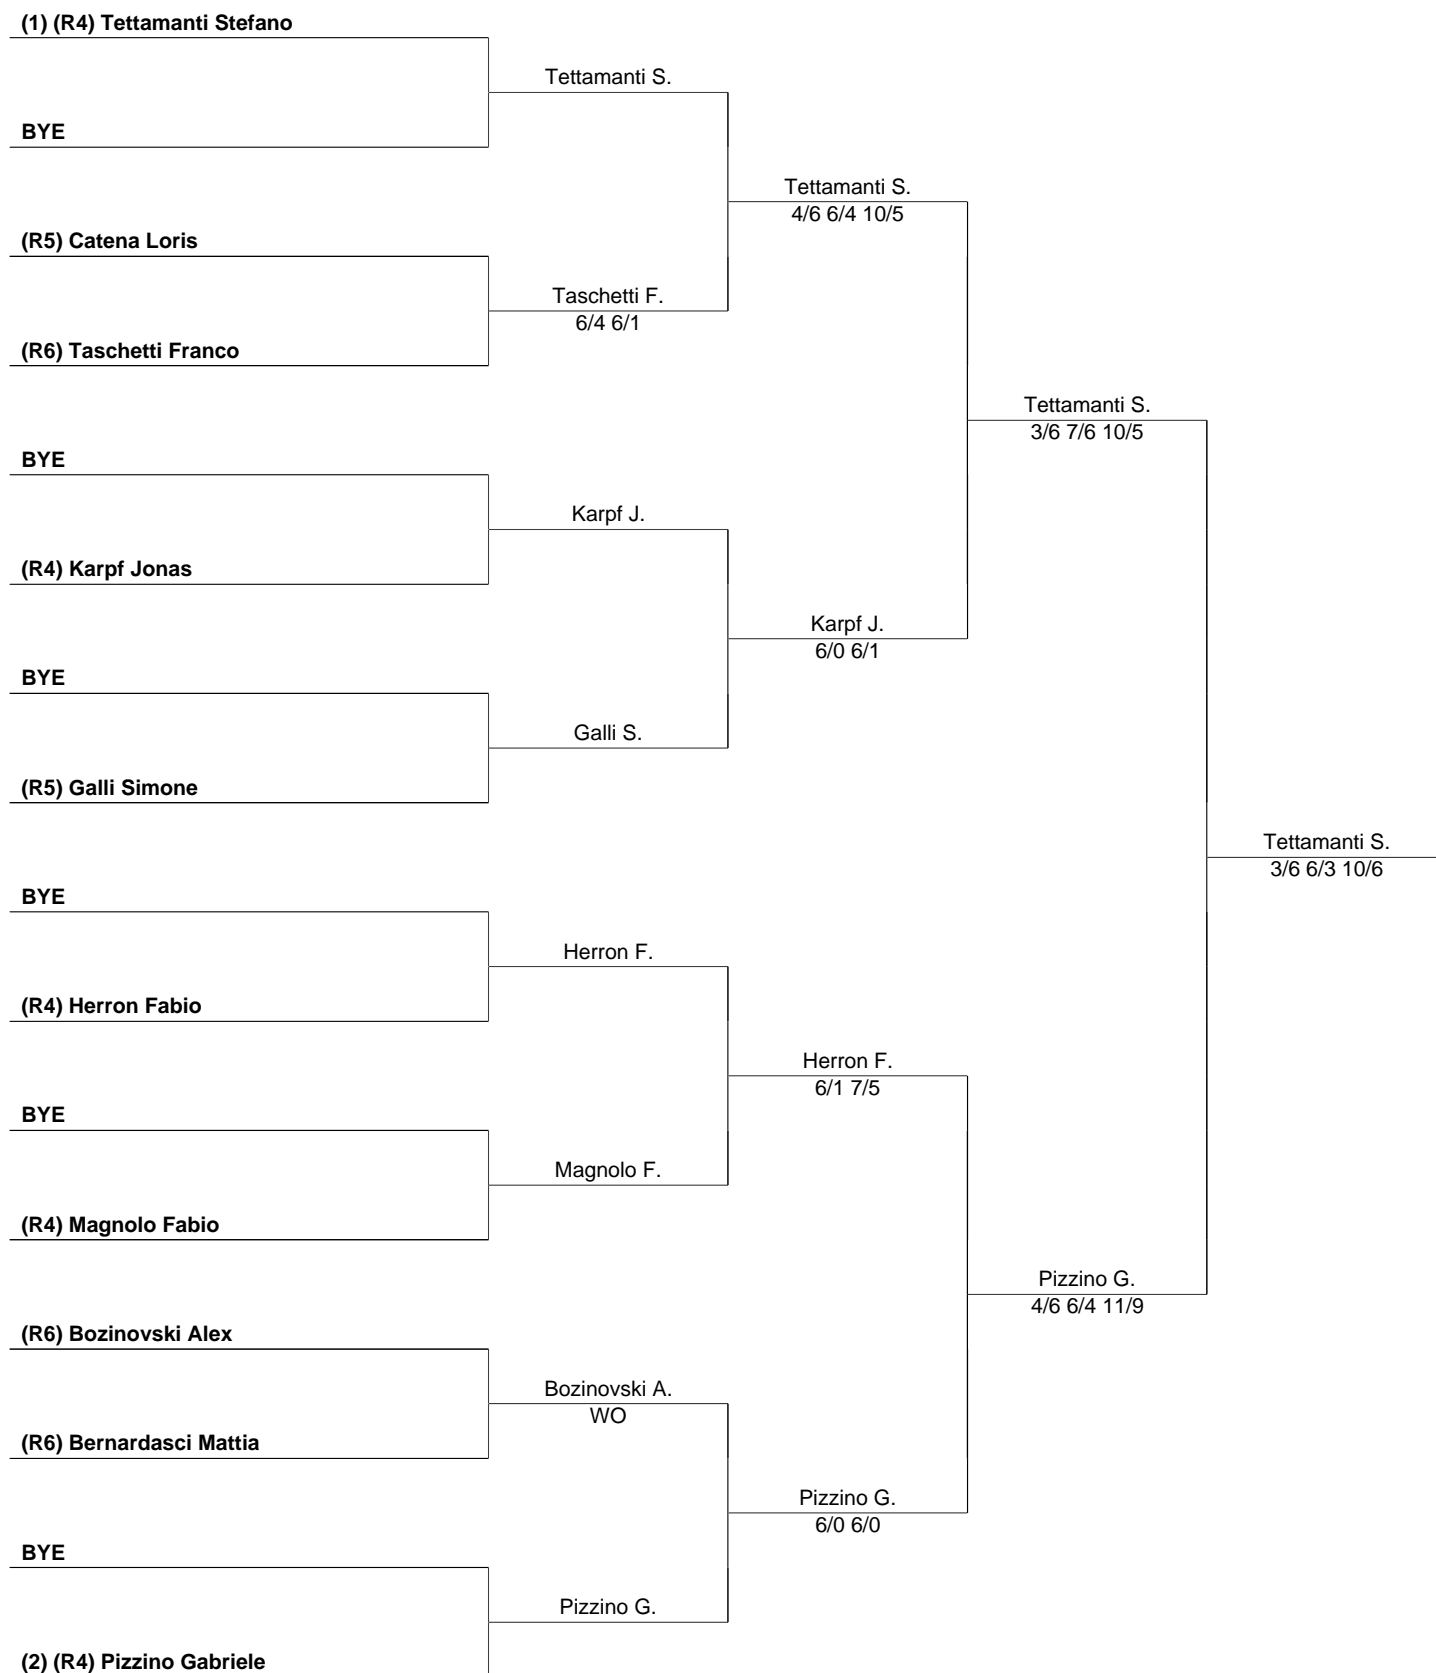 (1) (R4) Tettamanti Stefano
Tettamanti S.
BYE
Tettamanti S.
4/6 6/4 10/5
(R5) Catena Loris
Taschetti F.
6/4 6/1
(R6) Taschetti Franco
Tettamanti S.
3/6 7/6 10/5
BYE
Karpf J.
(R4) Karpf Jonas
Karpf J.
6/0 6/1
BYE
Galli S.
(R5) Galli Simone
Tettamanti S.
3/6 6/3 10/6
BYE
Herron F.
(R4) Herron Fabio
Herron F.
6/1 7/5
BYE
Magnolo F.
(R4) Magnolo Fabio
Pizzino G.
4/6 6/4 11/9
(R6) Bozinovski Alex
Bozinovski A.
WO
(R6) Bernardasci Mattia
Pizzino G.
6/0 6/0
BYE
Pizzino G.
(2) (R4) Pizzino Gabriele